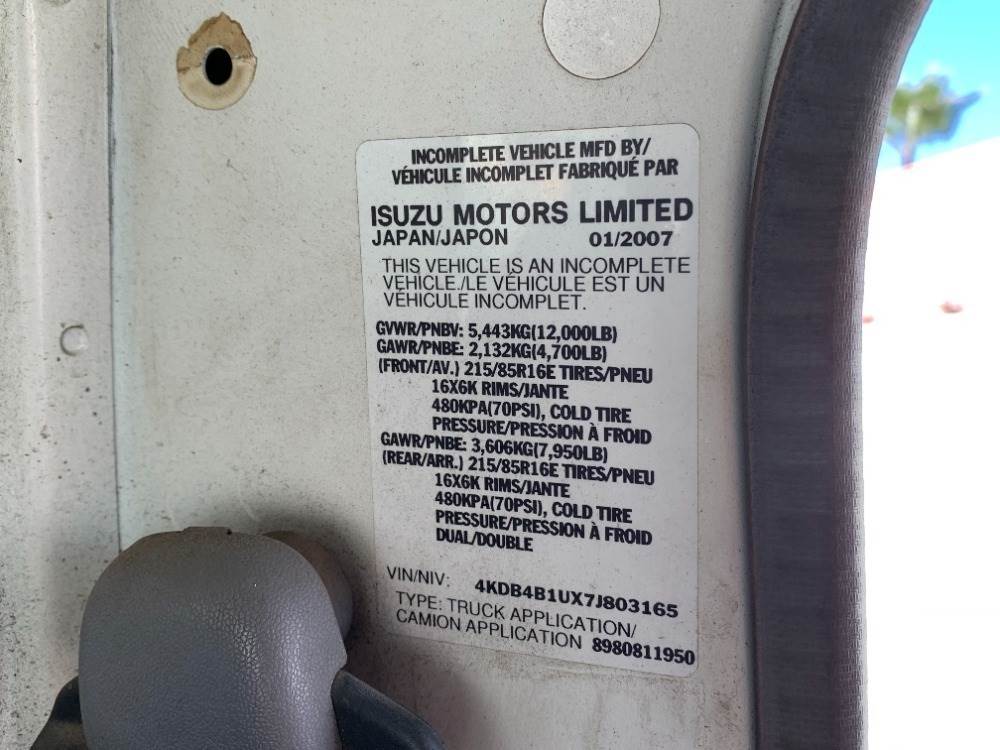 INCOMPLETE VEHICLE MFD BY/
VÉHICULE INCOMPLET FABRIQUÉ PAR
ISUZU MOTORS LIMITED
JAPAN/JAPON 01/2007
THIS VEHICLE IS AN INCOMPLETE
VEHICLE./LE VÉHICULE EST UN
VÉHICULE INCOMPLET.
GVWR/PNBV: 5,443KG(12,000LB)
GAWR/PNBE: 2,132KG(4,700LB)
(FRONT/AV.) 215/85R16E TIRES/PNEU
16X6K RIMS/JANTE
480KPA(70PSI), COLD TIRE
PRESSURE/PRESSION À FROID
GAWR/PNBE: 3,606KG(7,950LB)
(REAR/ARR.) 215/85R16E TIRES/PNEU
16X6K RIMS/JANTE
480KPA(70PSI), COLD TIRE
PRESSURE/PRESSION À FROID
DUAL/DOUBLE
VIN/NIV: 4KDB4B1UX7J803165
TYPE: TRUCK APPLICATION/
CAMION APPLICATION 8980811950